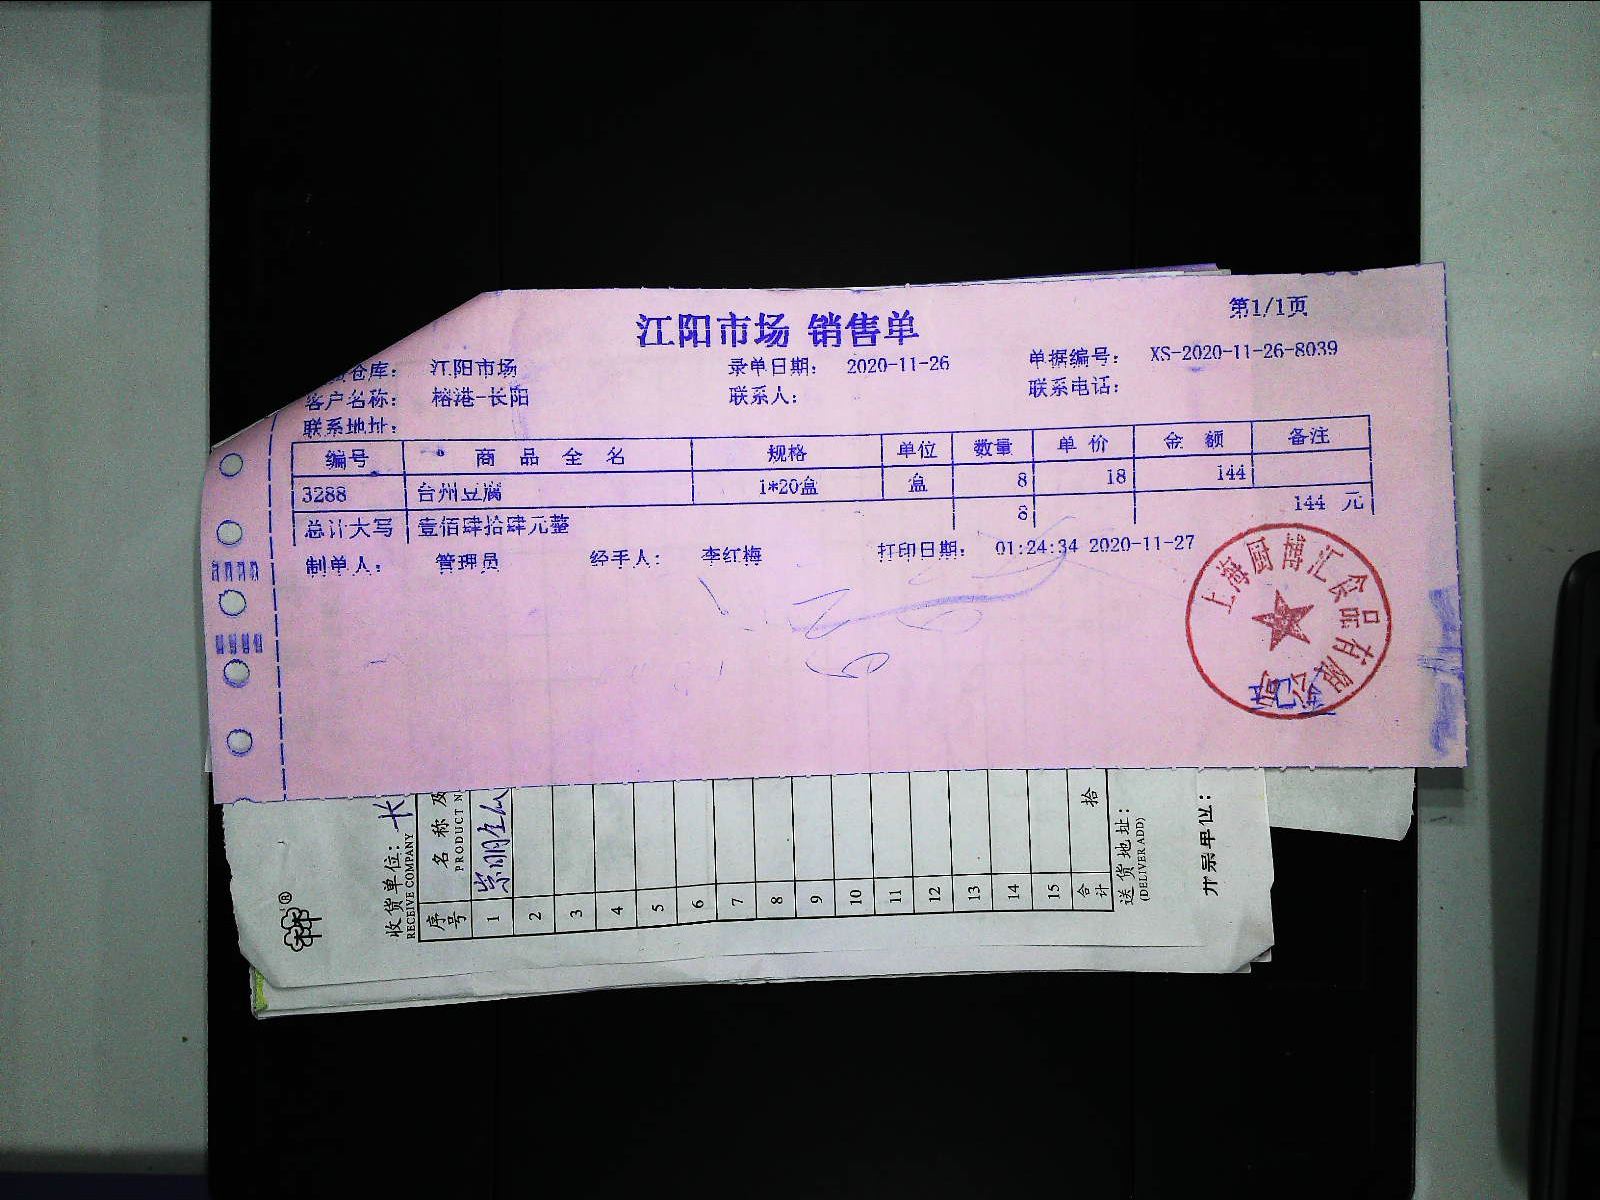 第1/1页
江阳市场 销售单
仓库： 江阳市场 录单日期： 2020-11-26 单据编号： XS-2020-11-26-8039
客户名称： 榕港-长阳 联系人： 联系电话：
联系地址：
编号 商品全名 规格 单位 数量 单价 金额 备注
3288 台州豆腐 1*20盒 盒 8 18 144
总计大写 壹佰肆拾肆元整 8 144 元
制单人： 管理员 经手人： 李红梅 打印日期： 01:24:34 2020-11-27
上海厨博汇食品有限公司
收货单位： 长
RECEIVE COMPANY
序号 名称及
PRODUCT N
1 崇明
2
3
4
5
6
7
8
9
10
11
12
13
14
15
合计 拾
送货地址：
(DELIVER ADD)
开票单位：